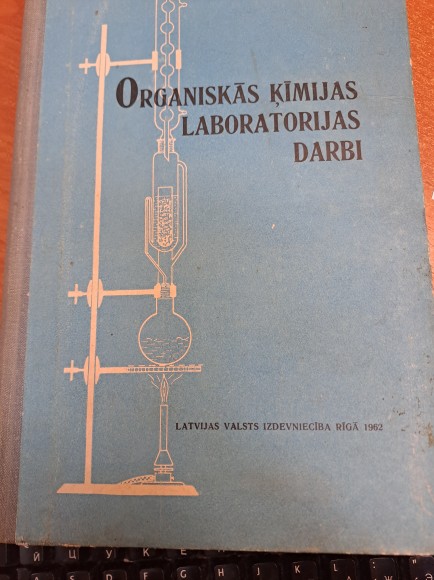 ORGANISKĀS ĶĪMIJAS
LABORATORIJAS
DARBI
LATVIJAS VALSTS IZDEVNIECĪBA RĪGĀ 1962
A S D F G H J K L
Й Ц У К Е